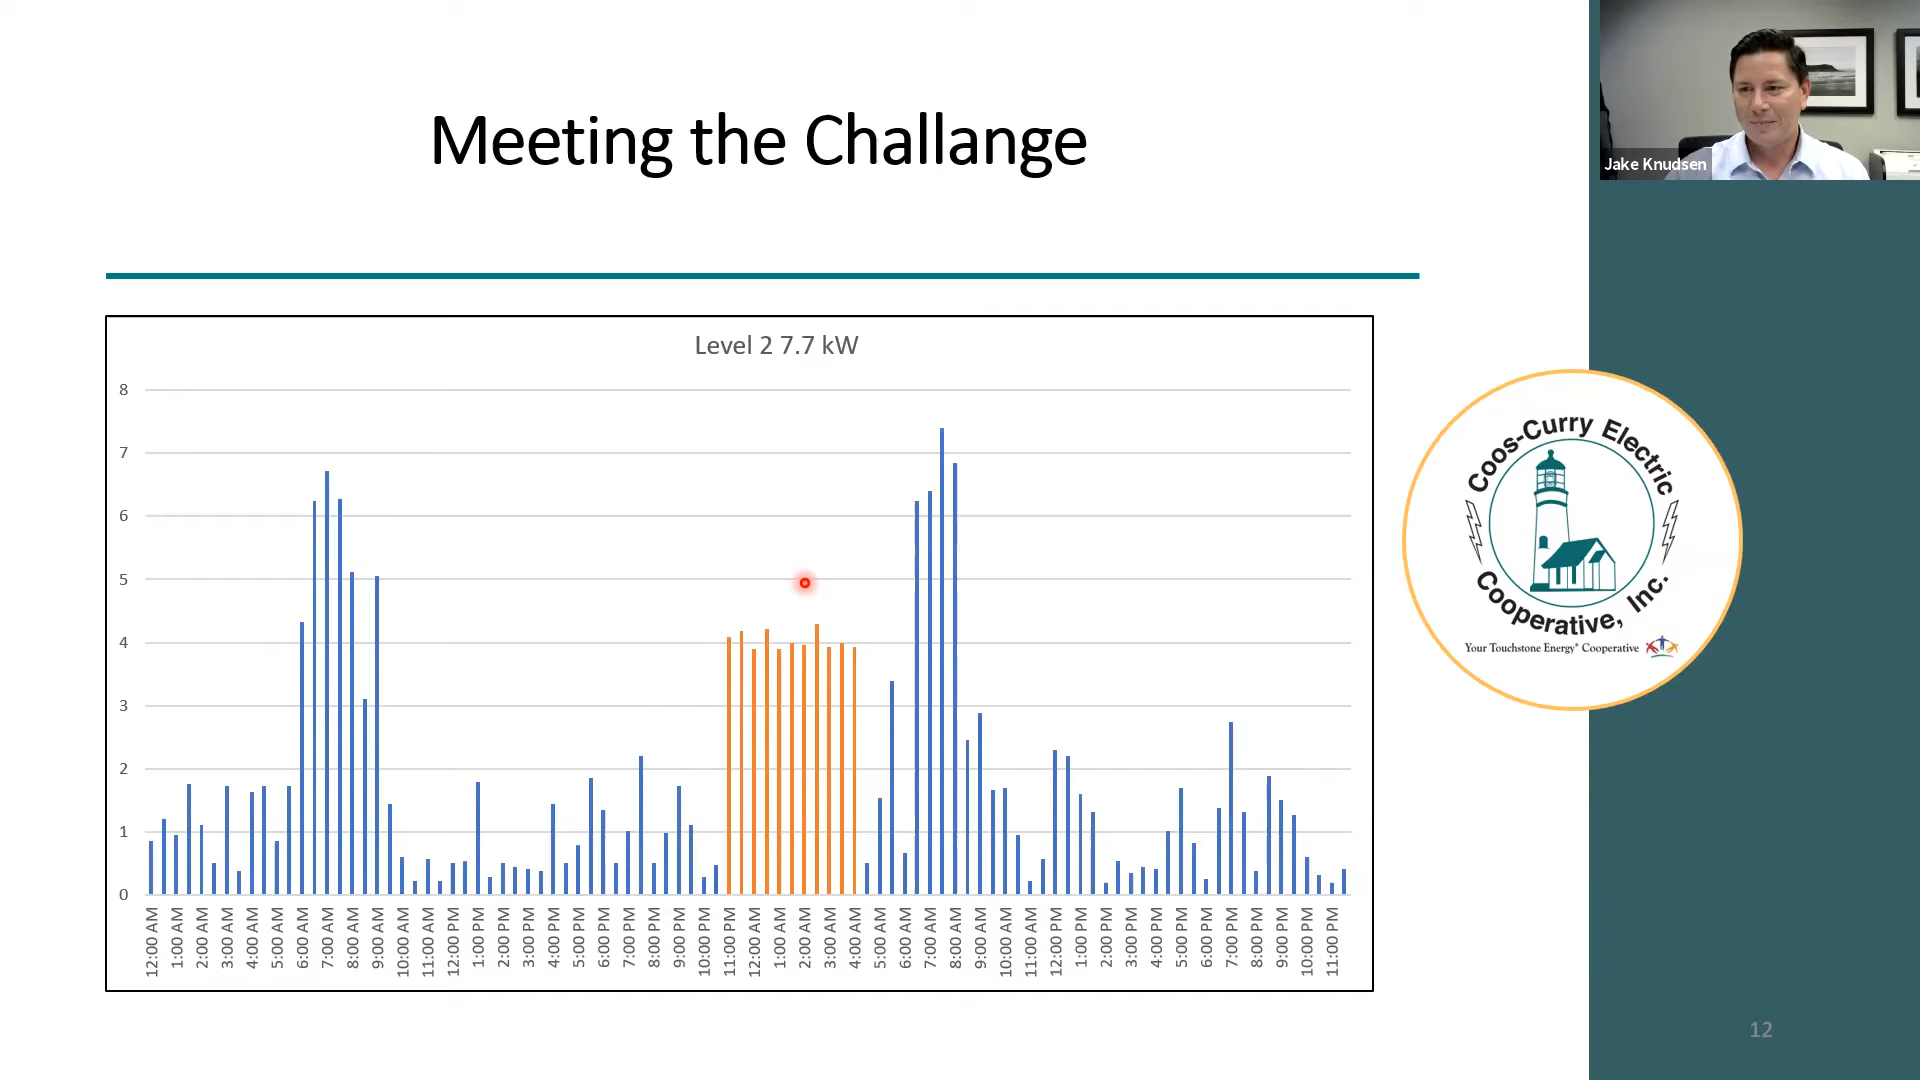 Meeting the Challange
Jake Knudsen
Level 2 7.7 kW
8
7
6
5
4
3
2
1
0
12:00 AM
1:00 AM
2:00 AM
3:00 AM
4:00 AM
5:00 AM
6:00 AM
7:00 AM
8:00 AM
9:00 AM
10:00 AM
11:00 AM
12:00 PM
1:00 PM
2:00 PM
3:00 PM
4:00 PM
5:00 PM
6:00 PM
7:00 PM
8:00 PM
9:00 PM
10:00 PM
11:00 PM
12:00 AM
1:00 AM
2:00 AM
3:00 AM
4:00 AM
5:00 AM
6:00 AM
7:00 AM
8:00 AM
9:00 AM
10:00 AM
11:00 AM
12:00 PM
1:00 PM
2:00 PM
3:00 PM
4:00 PM
5:00 PM
6:00 PM
7:00 PM
8:00 PM
9:00 PM
10:00 PM
11:00 PM
Coos-Curry Electric
Cooperative, Inc.
Your Touchstone Energy® Cooperative
12